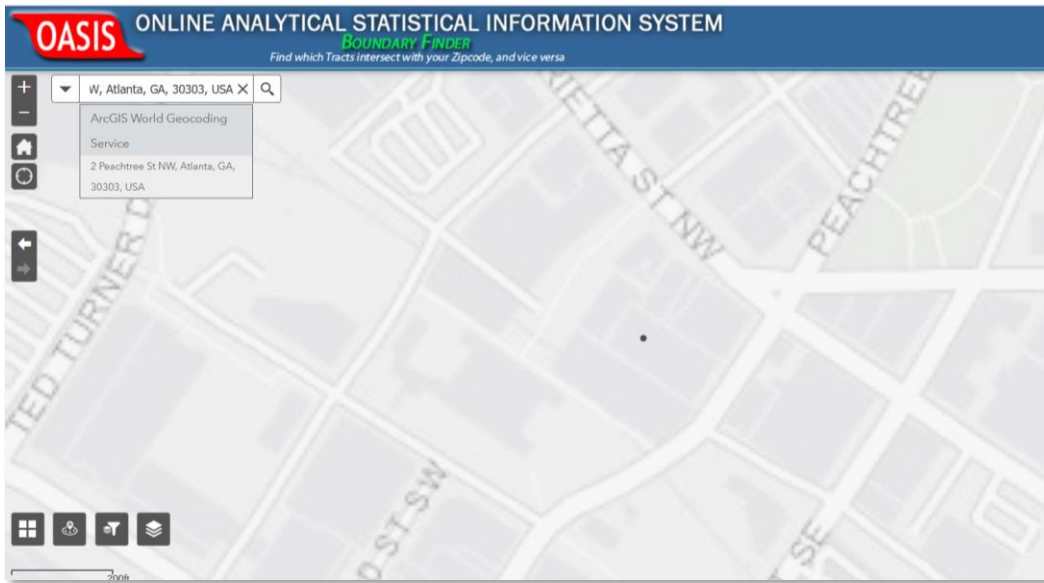 OASIS
ONLINE ANALYTICAL STATISTICAL INFORMATION SYSTEM
BOUNDARY FINDER
Find which Tracts intersect with your Zipcode, and vice versa
W, Atlanta, GA, 30303, USA
ArcGIS World Geocoding
Service
2 Peachtree St NW, Atlanta, GA,
30303, USA
RIETTA ST NW
PEACHTREE
TED TURNER D
D ST SW
SE
200ft